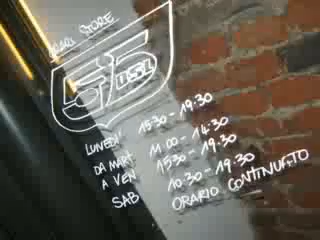 STORE
55
DSL
LUNEDI' 15:30 - 19:30
DA MART. 11:00 - 14:30
A VEN. 15:30 - 19:30
SAB 10:30 - 19:30
ORARIO CONTINUATO